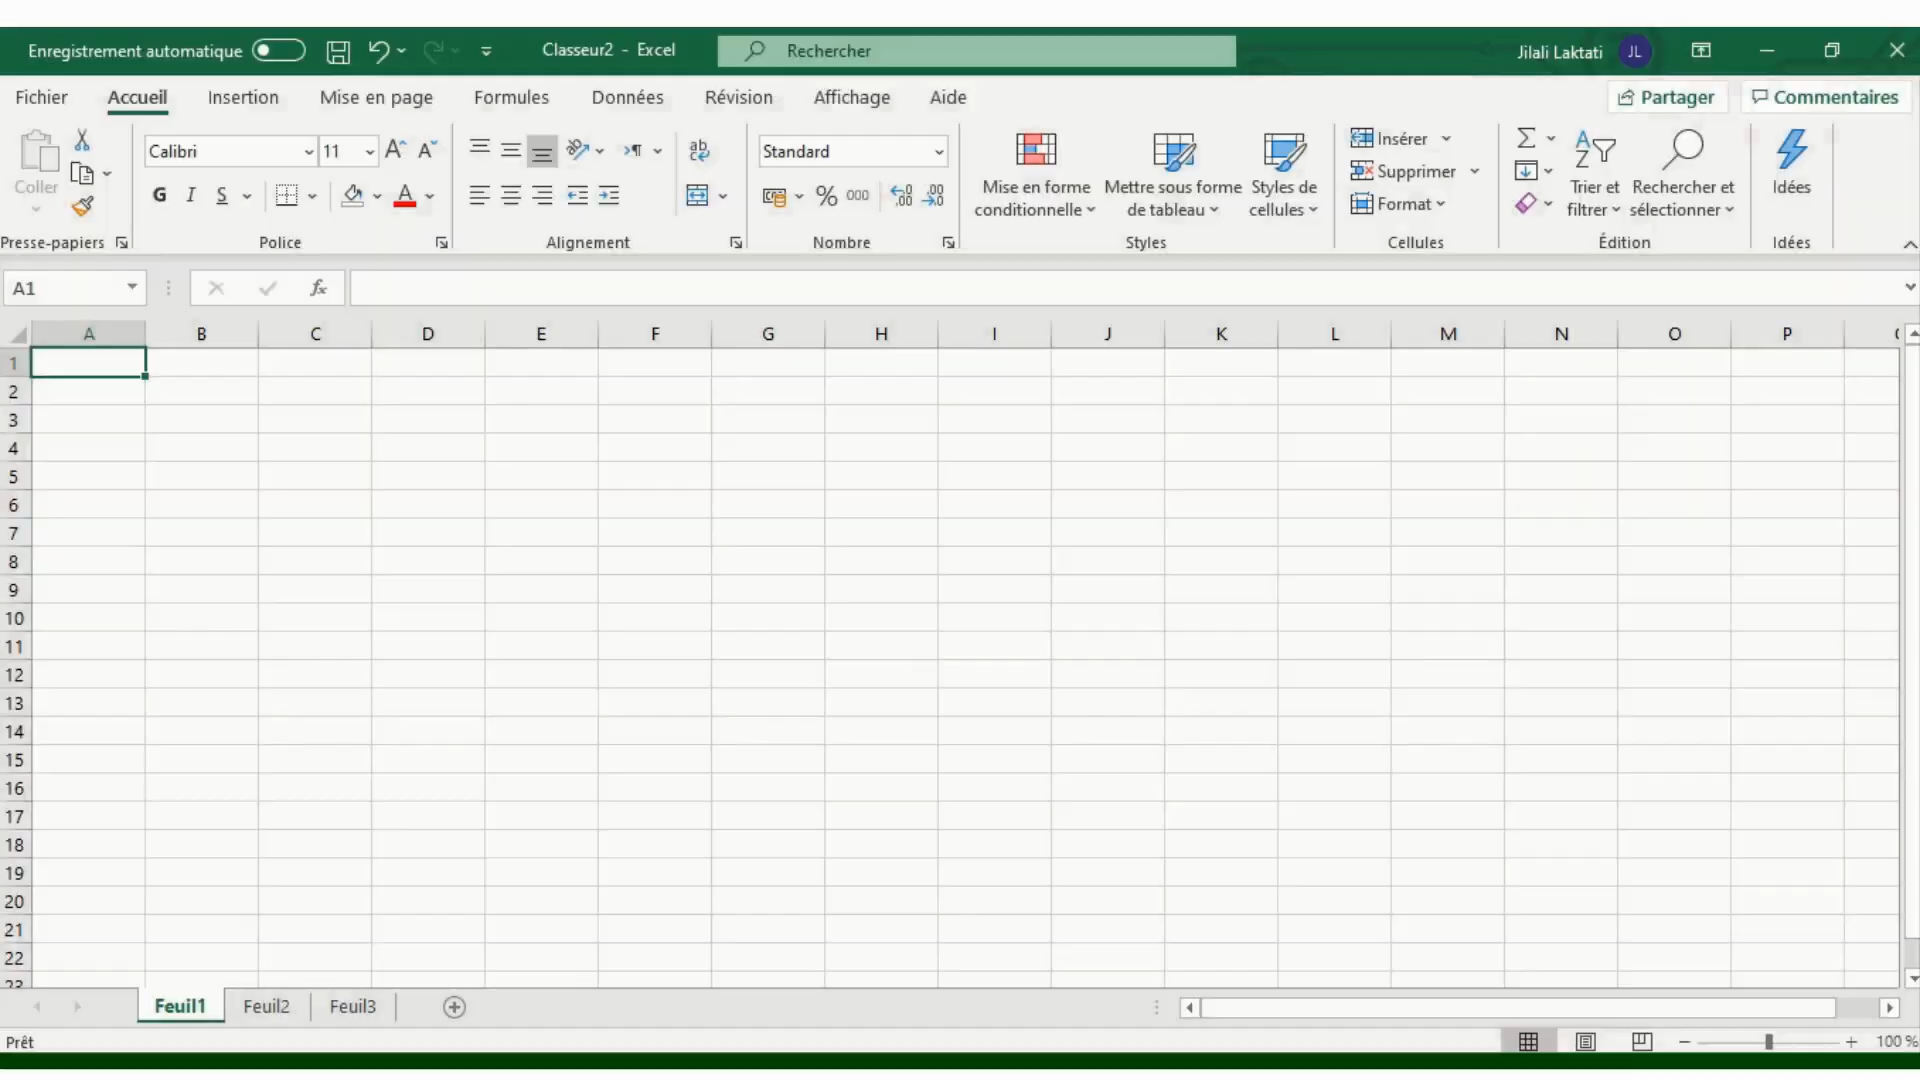 Enregistrement automatique
Classeur2 - Excel
Rechercher
Jilali Laktati
JL
Fichier
Accueil
Insertion
Mise en page
Formules
Données
Révision
Affichage
Aide
Partager
Commentaires
Coller
Presse-papiers
Calibri
11
G I S
A
Police
ab
Alignement
Standard
% 000
Nombre
Mise en forme
conditionnelle
Mettre sous forme
de tableau
Styles de
cellules
Styles
Insérer
Supprimer
Format
Cellules
Σ
Trier et
filtrer
Rechercher et
sélectionner
Édition
Idées
Idées
A1
fx
A B C D E F G H I J K L M N O P
1
2
3
4
5
6
7
8
9
10
11
12
13
14
15
16
17
18
19
20
21
22
23
Feuil1
Feuil2
Feuil3
Prêt
100 %